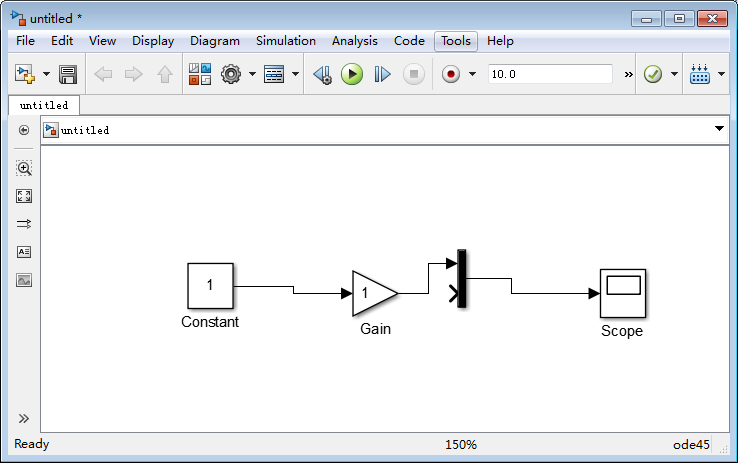 untitled *
File Edit View Display Diagram Simulation Analysis Code Tools Help
10.0
untitled
untitled
1
Constant
1
Gain
Scope
Ready 150% ode45